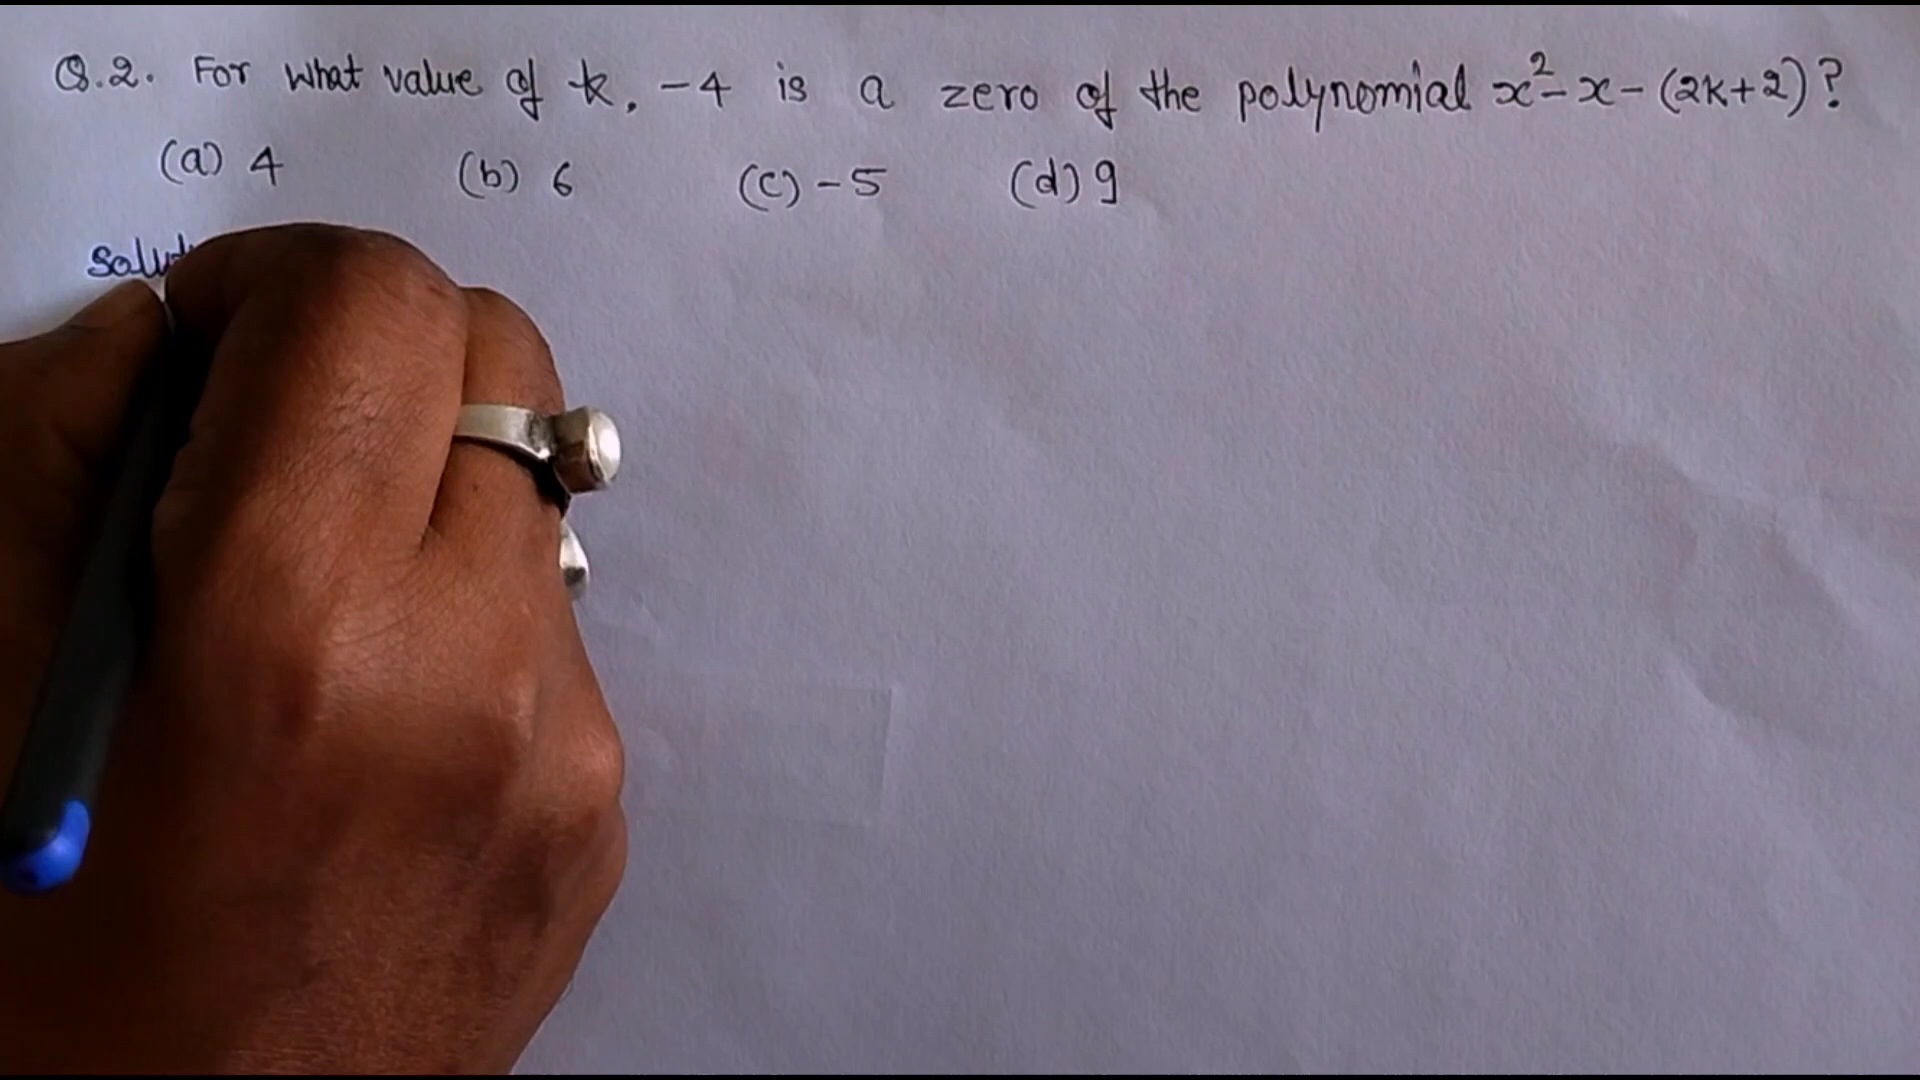 Q.2. For what value of k, -4 is a zero of the polynomial x²-x-(2k+2)?
(a) 4 (b) 6 (c) -5 (d) 9